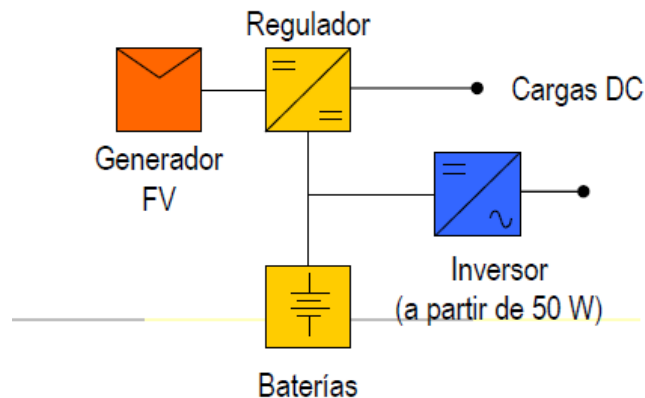 Regulador
Cargas DC
Generador
FV
Inversor
(a partir de 50 W)
Baterías